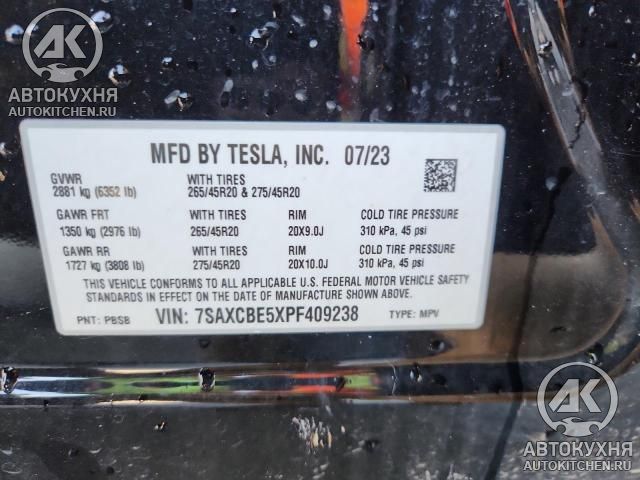 АК
АВТОКУХНЯ
AUTOKITCHEN.RU
MFD BY TESLA, INC. 07/23
GVWR WITH TIRES
2881 kg (6352 lb) 265/45R20 & 275/45R20
GAWR FRT WITH TIRES RIM COLD TIRE PRESSURE
1350 kg (2976 lb) 265/45R20 20X9.0J 310 kPa, 45 psi
GAWR RR WITH TIRES RIM COLD TIRE PRESSURE
1727 kg (3808 lb) 275/45R20 20X10.0J 310 kPa, 45 psi
THIS VEHICLE CONFORMS TO ALL APPLICABLE U.S. FEDERAL MOTOR VEHICLE SAFETY
STANDARDS IN EFFECT ON THE DATE OF MANUFACTURE SHOWN ABOVE.
PNT: PBSB VIN: 7SAXCBE5XPF409238 TYPE: MPV
АК
АВТОКУХНЯ
AUTOKITCHEN.RU